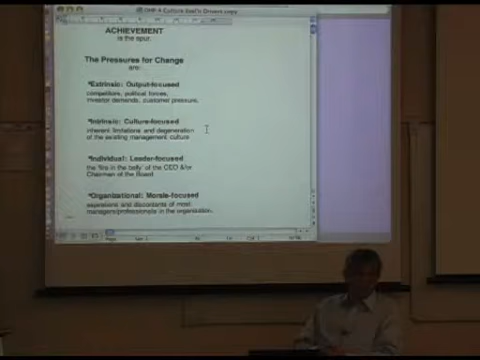 ACHIEVEMENT
is the spur.
The Pressures for Change
are:
*Extrinsic: Output-focused
competitors, political forces,
investor demands, customer pressure.
*Intrinsic: Culture-focused
inherent limitations and degeneration
of the existing management culture
*Individual: Leader-focused
the 'fire in the belly' of the CEO &/or
Chairman of the Board
*Organizational: Morale-focused
aspirations and discontents of most
managers/professionals in the organisation.